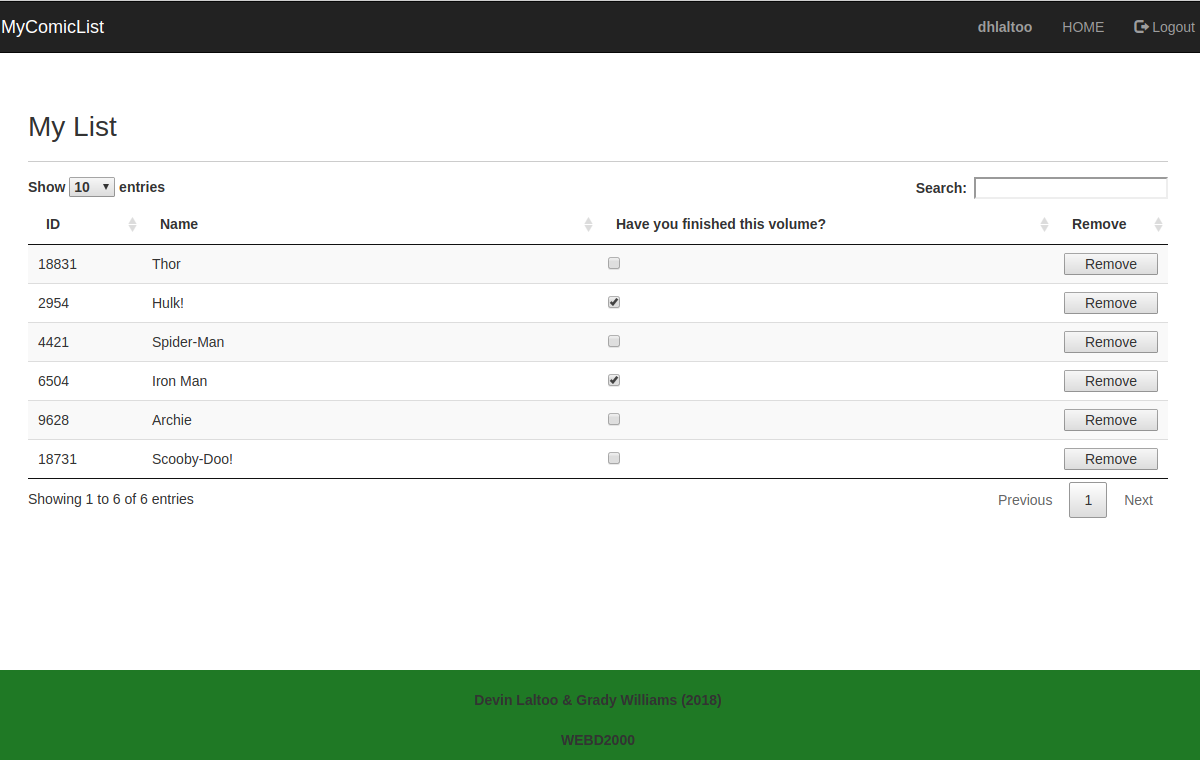 MyComicList dhlaltoo HOME Logout
My List
Show 10 entries Search:
ID Name Have you finished this volume? Remove
18831 Thor Remove
2954 Hulk! Remove
4421 Spider-Man Remove
6504 Iron Man Remove
9628 Archie Remove
18731 Scooby-Doo! Remove
Showing 1 to 6 of 6 entries Previous 1 Next
Devin Laltoo & Grady Williams (2018)
WEBD2000